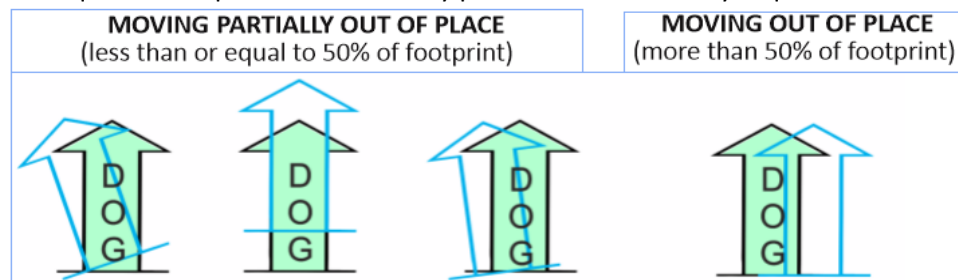 MOVING PARTIALLY OUT OF PLACE
(less than or equal to 50% of footprint)
MOVING OUT OF PLACE
(more than 50% of footprint)
D
O
G
D
O
G
D
O
G
D
O
G